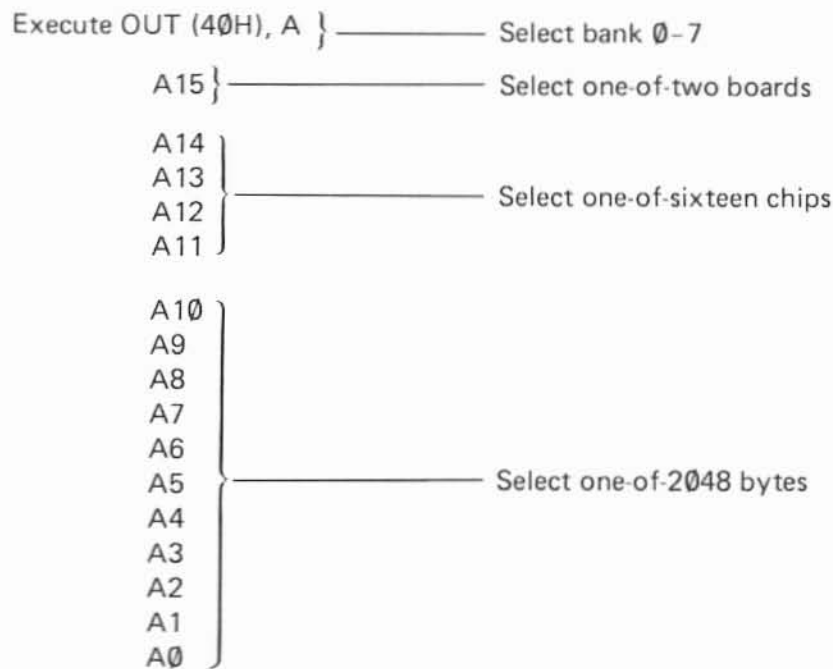 Execute OUT (4ØH), A } Select bank Ø-7
A15 } Select one-of-two boards
A14
A13
A12
A11
Select one-of-sixteen chips
A1Ø
A9
A8
A7
A6
A5
A4
A3
A2
A1
AØ
Select one-of-2Ø48 bytes